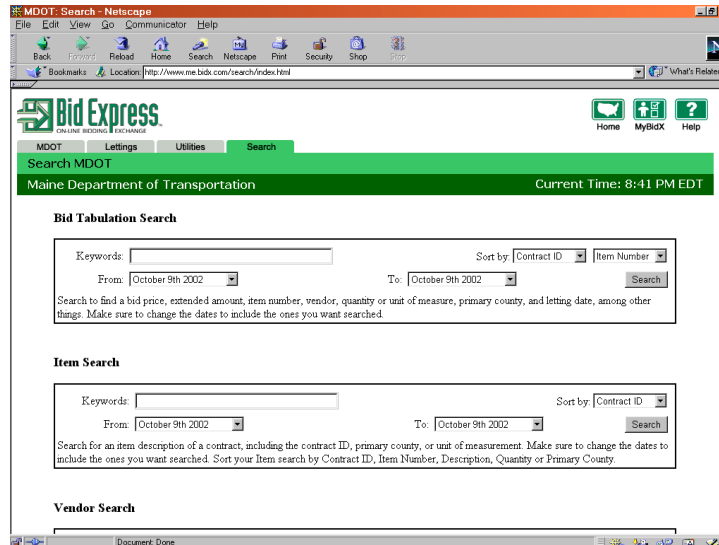 MDOT: Search - Netscape
File Edit View Go Communicator Help
Back Forward Reload Home Search Netscape Print Security Shop Stop
Bookmarks Location: http://www.me.bidx.com/search/index.html What's Related
Bid Express
ON-LINE BIDDING EXCHANGE
Home MyBidX Help
MDOT Lettings Utilities Search
Search MDOT
Maine Department of Transportation Current Time: 8:41 PM EDT
Bid Tabulation Search
Keywords: Sort by: Contract ID Item Number
From: October 9th 2002 To: October 9th 2002 Search
Search to find a bid price, extended amount, item number, vendor, quantity or unit of measure, primary county, and letting date, among other
things. Make sure to change the dates to include the ones you want searched.
Item Search
Keywords: Sort by: Contract ID
From: October 9th 2002 To: October 9th 2002 Search
Search for an item description of a contract, including the contract ID, primary county, or unit of measurement. Make sure to change the dates to
include the ones you want searched. Sort your Item search by Contract ID, Item Number, Description, Quantity or Primary County.
Vendor Search
Document: Done